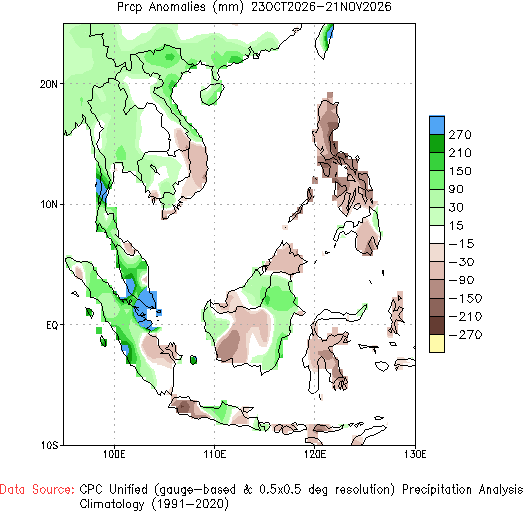 Prcp Anomalies (mm) 23OCT2026-21NOV2026
20N
10N
EQ
10S
100E
110E
120E
130E
270
210
150
90
30
15
-15
-30
-90
-150
-210
-270
Data Source: CPC Unified (gauge-based & 0.5x0.5 deg resolution) Precipitation Analysis
Climatology (1991-2020)